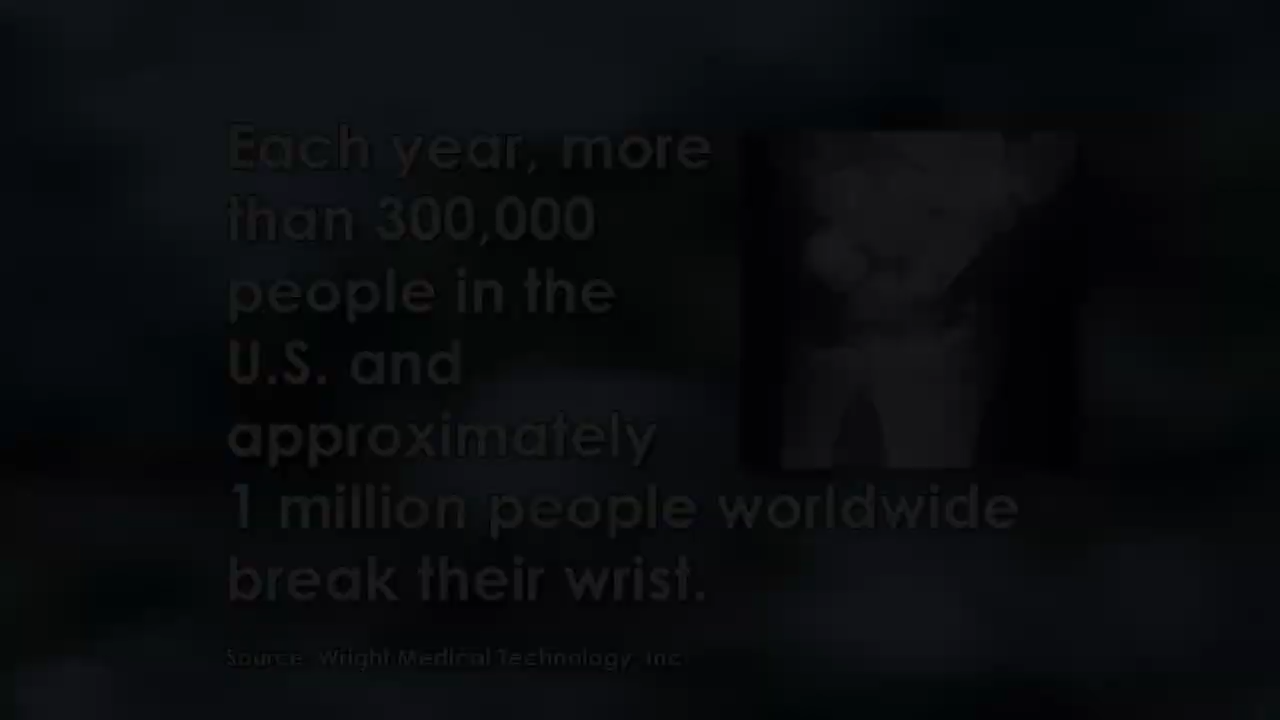 Each year, more
than 300,000
people in the
U.S. and
approximately
1 million people worldwide
break their wrist.
Source: Wright Medical Technology, Inc.